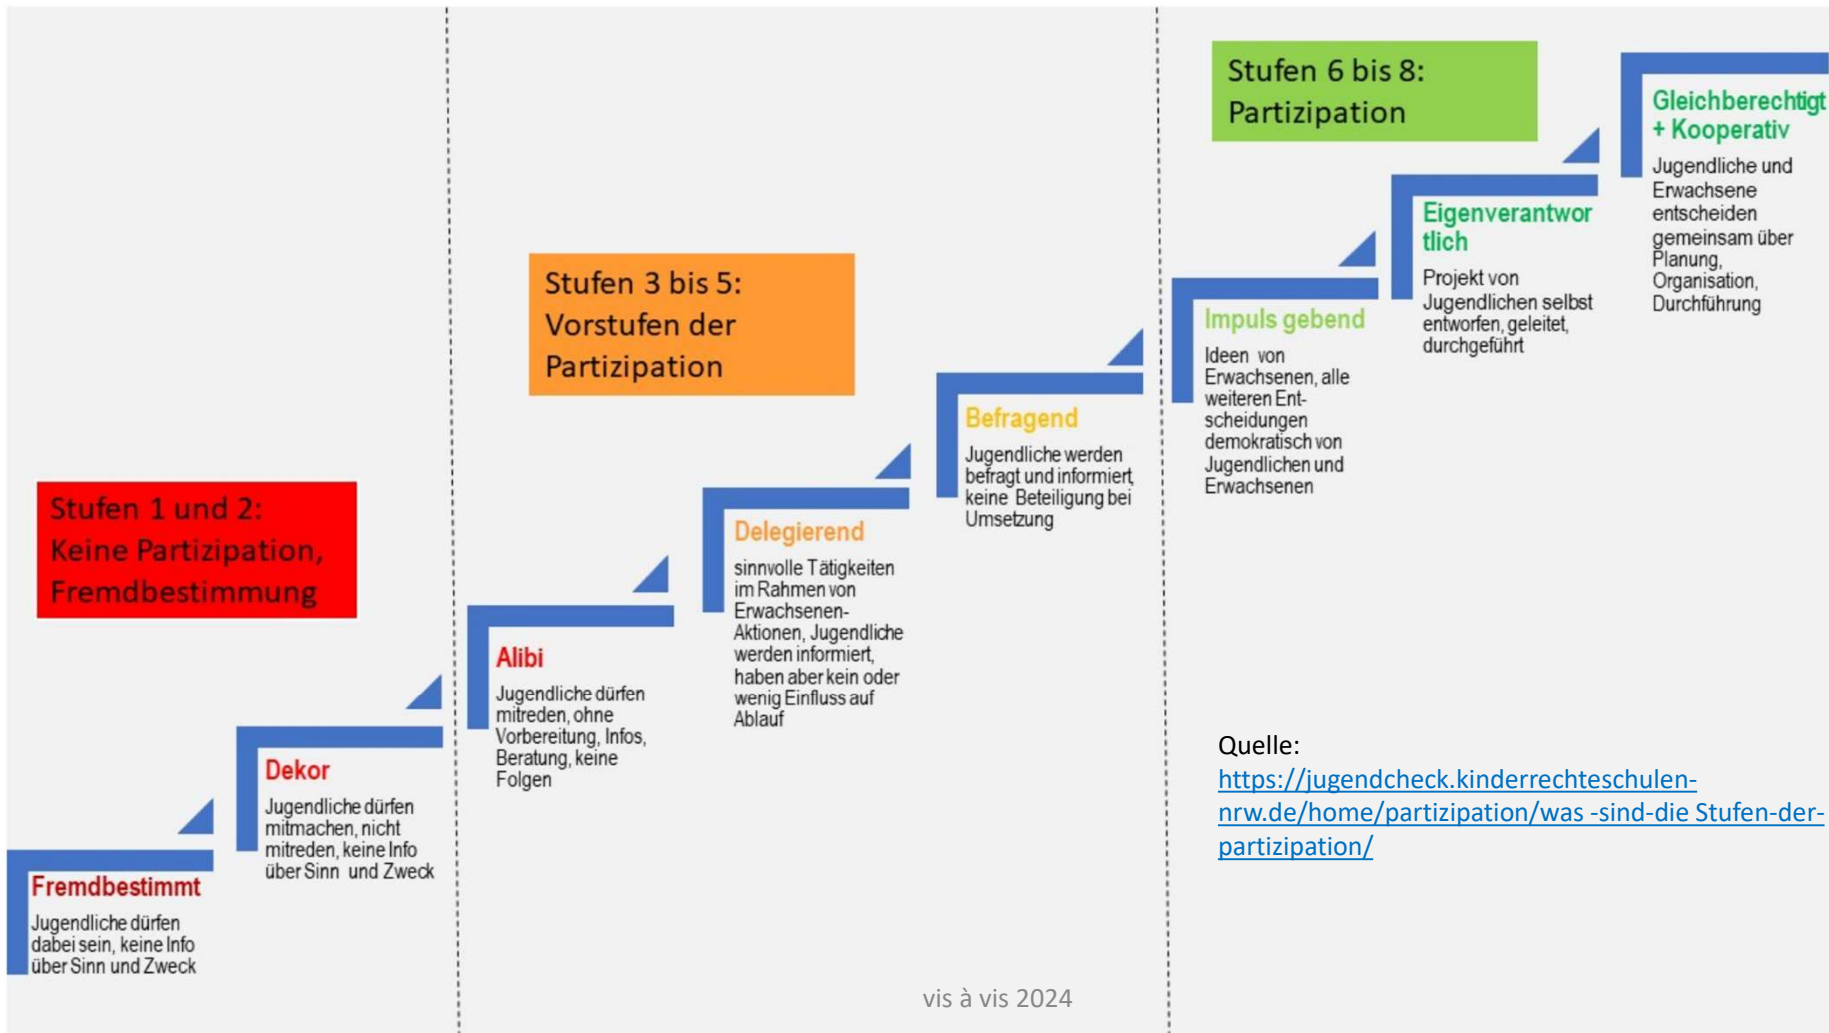 Stufen 1 und 2:
Keine Partizipation,
Fremdbestimmung
Fremdbestimmt
Jugendliche dürfen
dabei sein, keine Info
über Sinn und Zweck
Dekor
Jugendliche dürfen
mitmachen, nicht
mitreden, keine Info
über Sinn und Zweck
Stufen 3 bis 5:
Vorstufen der
Partizipation
Alibi
Jugendliche dürfen
mitreden, ohne
Vorbereitung, Infos,
Beratung, keine
Folgen
Delegierend
sinnvolle Tätigkeiten
im Rahmen von
Erwachsenen-
Aktionen, Jugendliche
werden informiert,
haben aber kein oder
wenig Einfluss auf
Ablauf
Befragend
Jugendliche werden
befragt und informiert,
keine Beteiligung bei
Umsetzung
Stufen 6 bis 8:
Partizipation
Impuls gebend
Ideen von
Erwachsenen, alle
weiteren Ent-
scheidungen
demokratisch von
Jugendlichen und
Erwachsenen
Eigenverantwor
tlich
Projekt von
Jugendlichen selbst
entworfen, geleitet,
durchgeführt
Gleichberechtigt
+ Kooperativ
Jugendliche und
Erwachsene
entscheiden
gemeinsam über
Planung,
Organisation,
Durchführung
Quelle:
https://jugendcheck.kinderrechteschulen-
nrw.de/home/partizipation/was -sind-die Stufen-der-
partizipation/
vis à vis 2024